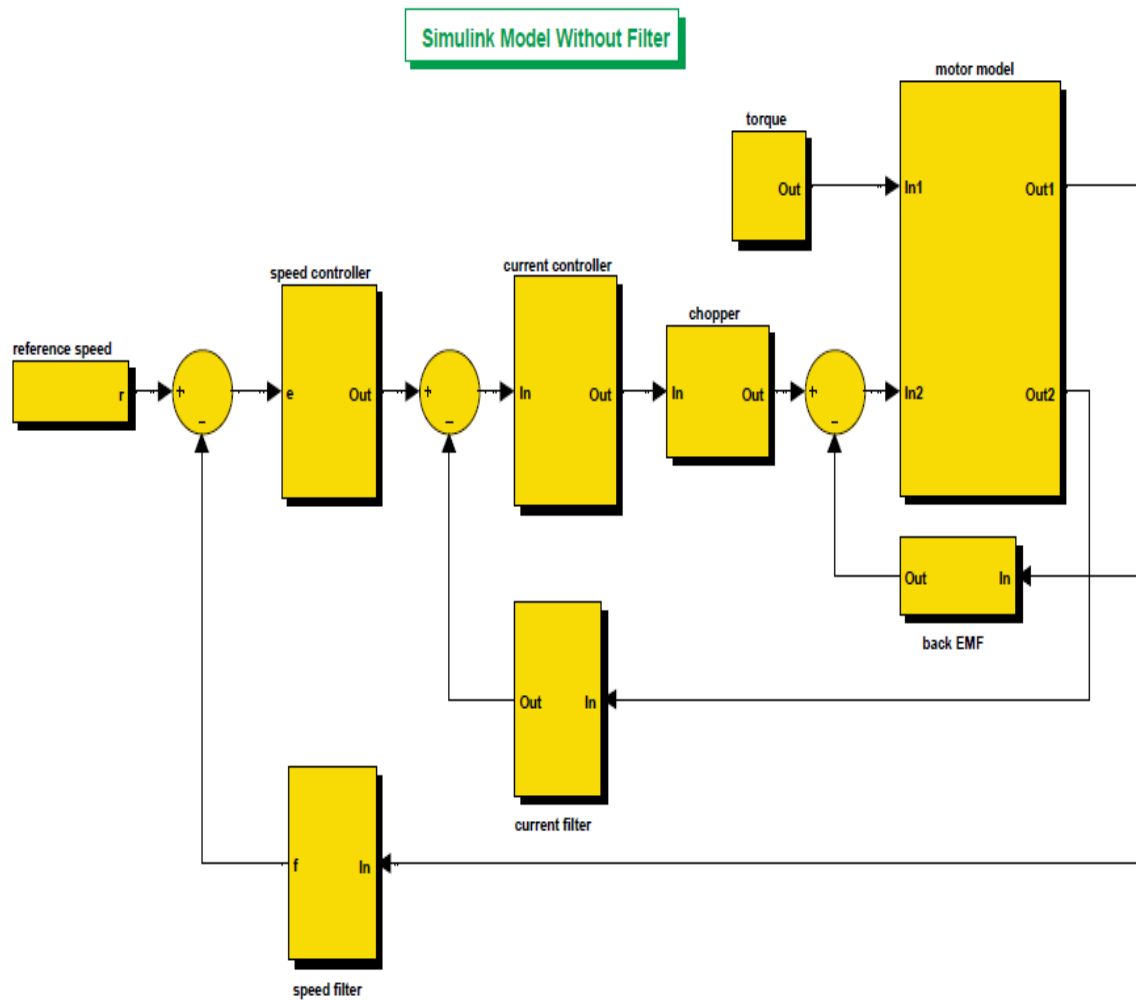 Simulink Model Without Filter
motor model
torque
Out
In1
Out1
speed controller
current controller
chopper
reference speed
r
+
-
e
Out
+
-
In
Out
In
Out
+
-
In2
Out2
Out
In
back EMF
Out
In
current filter
f
In
speed filter